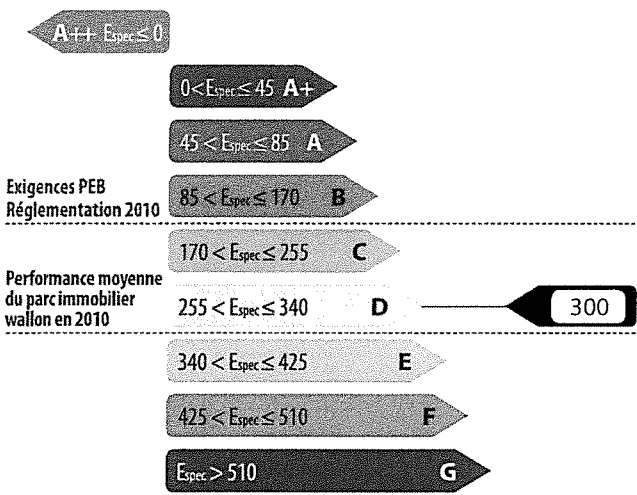 A++ Espec ≤ 0
0 < Espec ≤ 45 A+
45 < Espec ≤ 85 A
Exigences PEB
Réglementation 2010
85 < Espec ≤ 170 B
170 < Espec ≤ 255 C
Performance moyenne
du parc immobilier
wallon en 2010
255 < Espec ≤ 340 D
300
340 < Espec ≤ 425 E
425 < Espec ≤ 510 F
Espec > 510 G